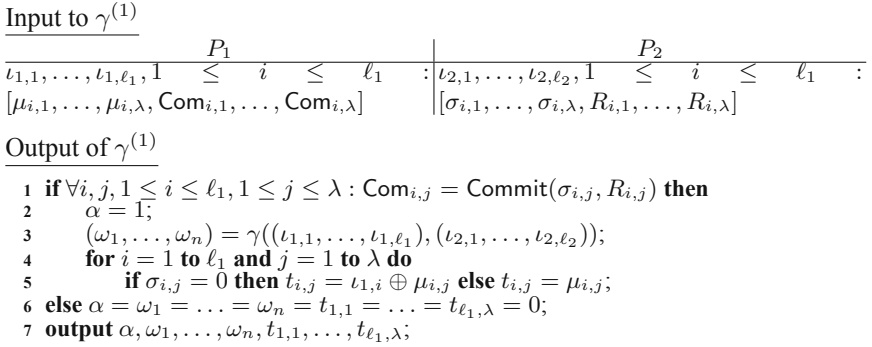 Input to γ^(1)
P_1 P_2
ι_{1,1}, . . . , ι_{1,ℓ_1}, 1 ≤ i ≤ ℓ_1 : ι_{2,1}, . . . , ι_{2,ℓ_2}, 1 ≤ i ≤ ℓ_1 :
[μ_{i,1}, . . . , μ_{i,λ}, Com_{i,1}, . . . , Com_{i,λ}] [σ_{i,1}, . . . , σ_{i,λ}, R_{i,1}, . . . , R_{i,λ}]
Output of γ^(1)
1 if ∀i, j, 1 ≤ i ≤ ℓ_1, 1 ≤ j ≤ λ : Com_{i,j} = Commit(σ_{i,j}, R_{i,j}) then
2 α = 1;
3 (ω_1, . . . , ω_n) = γ((ι_{1,1}, . . . , ι_{1,ℓ_1}), (ι_{2,1}, . . . , ι_{2,ℓ_2}));
4 for i = 1 to ℓ_1 and j = 1 to λ do
5 if σ_{i,j} = 0 then t_{i,j} = ι_{1,i} ⊕ μ_{i,j} else t_{i,j} = μ_{i,j};
6 else α = ω_1 = . . . = ω_n = t_{1,1} = . . . = t_{ℓ_1,λ} = 0;
7 output α, ω_1, . . . , ω_n, t_{1,1}, . . . , t_{ℓ_1,λ};